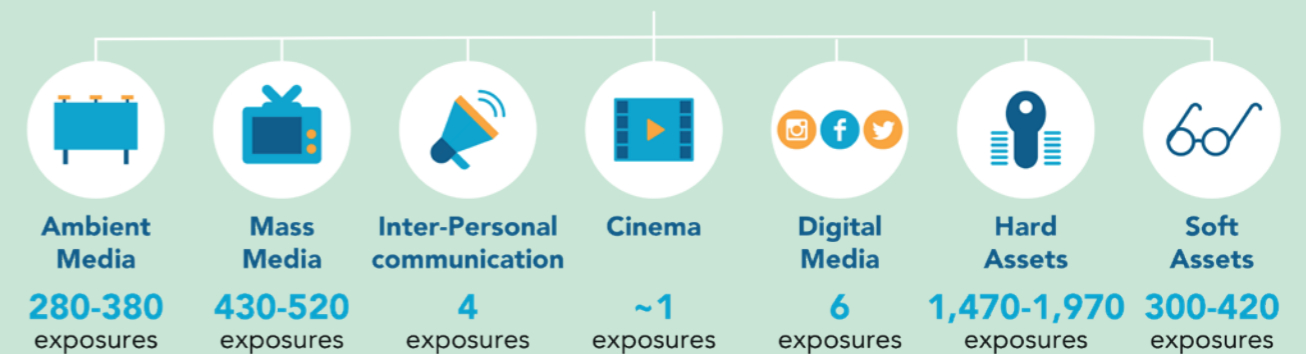 Ambient
Media
280-380
exposures
Mass
Media
430-520
exposures
Inter-Personal
communication
4
exposures
Cinema
~1
exposures
Digital
Media
6
exposures
Hard
Assets
1,470-1,970
exposures
Soft
Assets
300-420
exposures